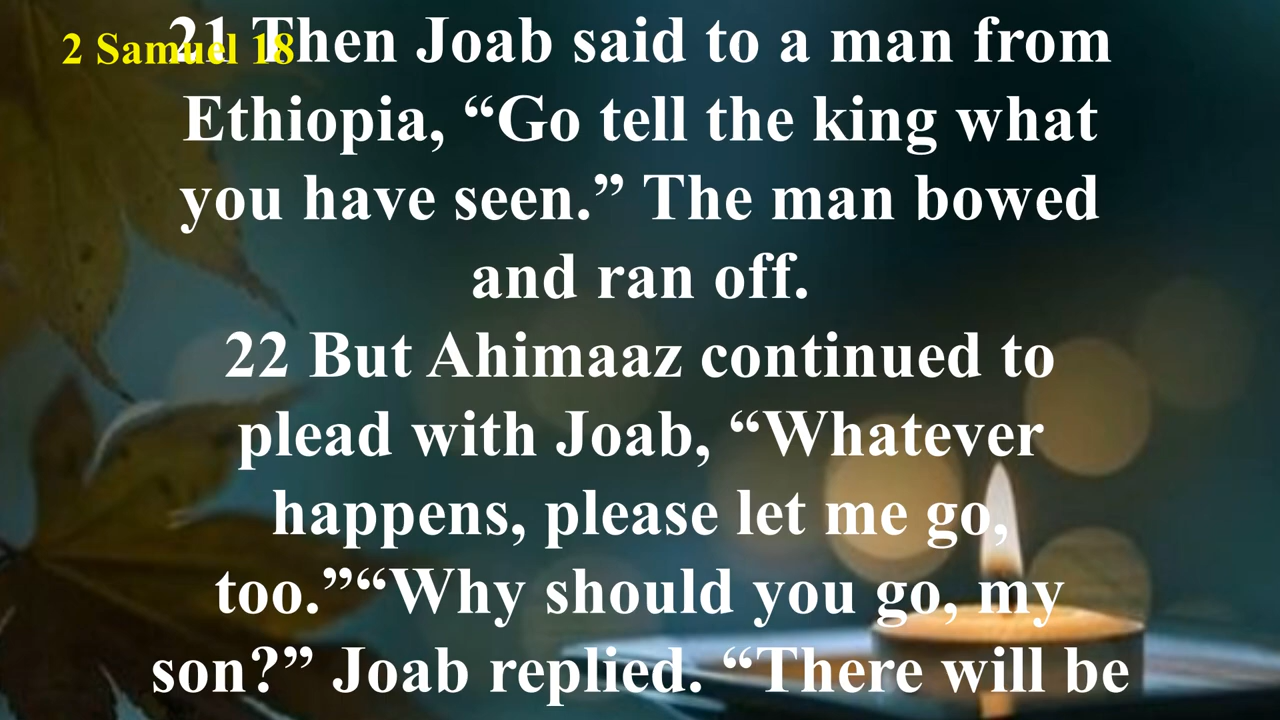 2 Samuel 18
21 Then Joab said to a man from
Ethiopia, “Go tell the king what
you have seen.” The man bowed
and ran off.
22 But Ahimaaz continued to
plead with Joab, “Whatever
happens, please let me go,
too.”“Why should you go, my
son?” Joab replied. “There will be